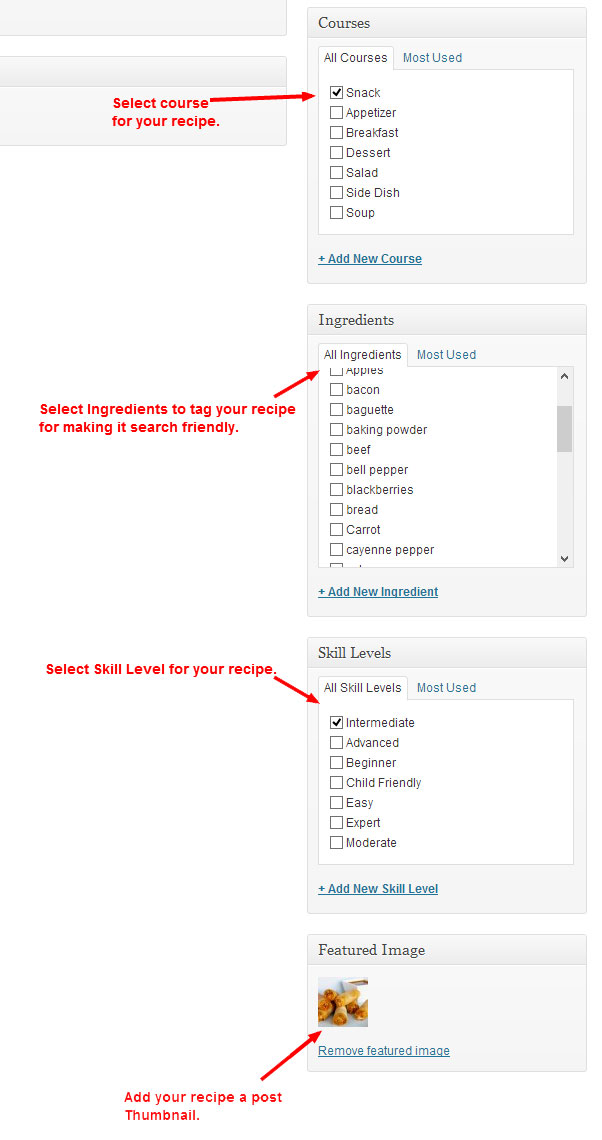 Courses
All Courses Most Used
Select course
for your recipe.
Snack
Appetizer
Breakfast
Dessert
Salad
Side Dish
Soup
+ Add New Course
Ingredients
All Ingredients Most Used
Select Ingredients to tag your recipe
for making it search friendly.
Apples
bacon
baguette
baking powder
beef
bell pepper
blackberries
bread
Carrot
cayenne pepper
+ Add New Ingredient
Skill Levels
Select Skill Level for your recipe.
All Skill Levels Most Used
Intermediate
Advanced
Beginner
Child Friendly
Easy
Expert
Moderate
+ Add New Skill Level
Featured Image
Remove featured image
Add your recipe a post
Thumbnail.